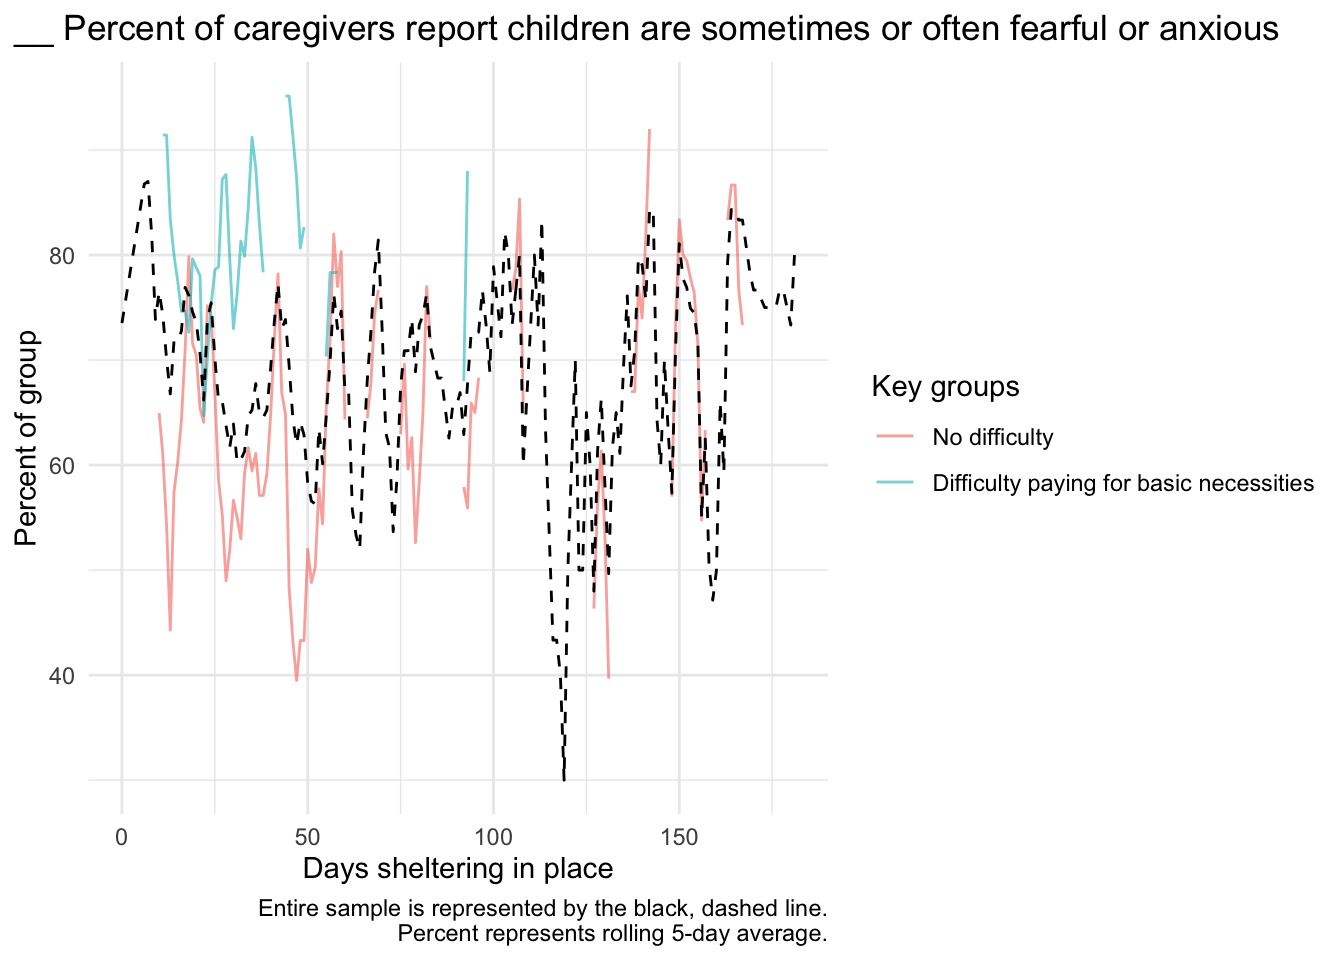 __ Percent of caregivers report children are sometimes or often fearful or anxious
Percent of group
80
60
40
0
50
100
150
Days sheltering in place
Key groups
No difficulty
Difficulty paying for basic necessities
Entire sample is represented by the black, dashed line.
Percent represents rolling 5-day average.